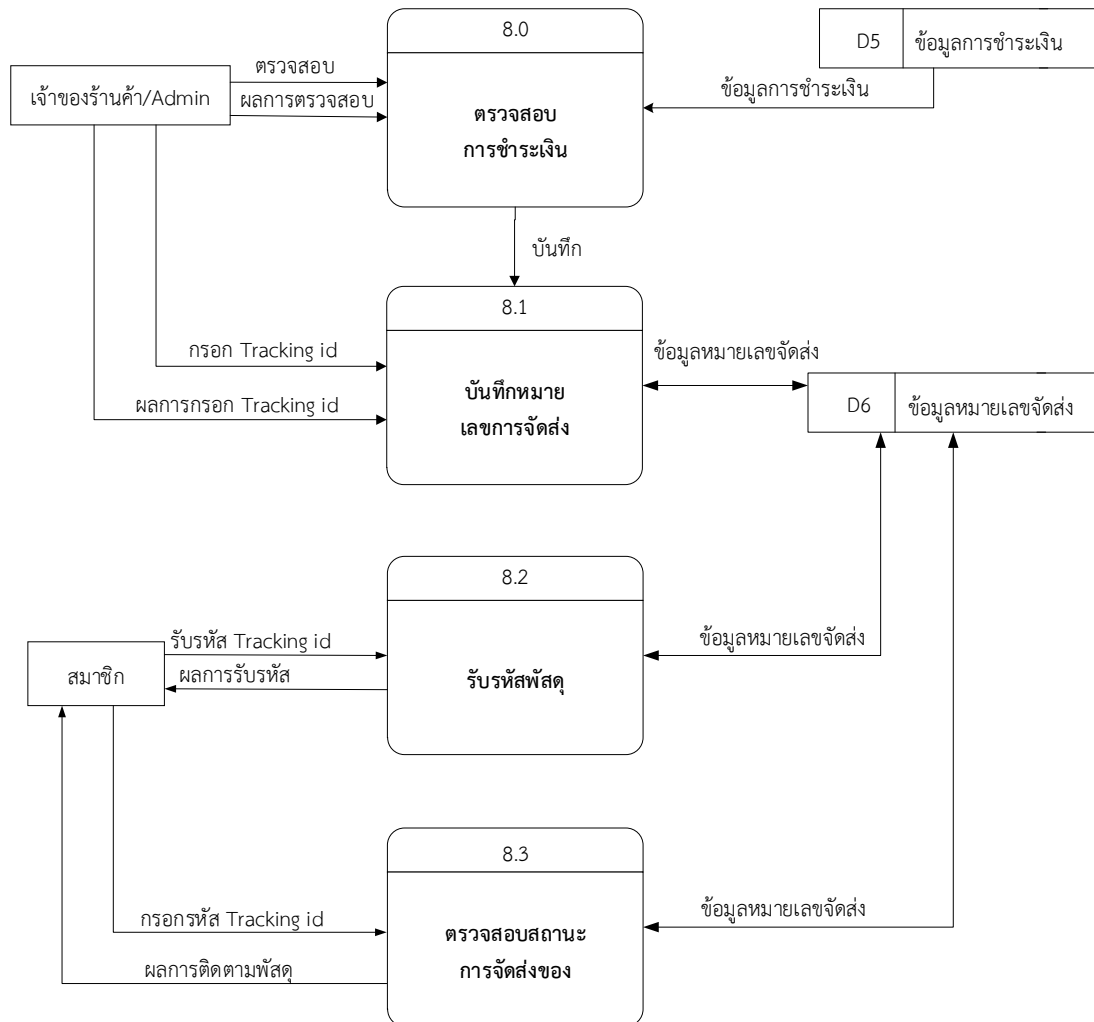 8.0
D5 ข้อมูลการชำระเงิน
ตรวจสอบ
เจ้าของร้านค้า/Admin
ผลการตรวจสอบ
ข้อมูลการชำระเงิน
ตรวจสอบ
การชำระเงิน
บันทึก
8.1
กรอก Tracking id
ข้อมูลหมายเลขจัดส่ง
ผลการกรอก Tracking id
บันทึกหมาย
เลขการจัดส่ง
D6 ข้อมูลหมายเลขจัดส่ง
8.2
รับรหัส Tracking id
ข้อมูลหมายเลขจัดส่ง
สมาชิก
ผลการรับรหัส
รับรหัสพัสดุ
8.3
กรอกรหัส Tracking id
ข้อมูลหมายเลขจัดส่ง
ตรวจสอบสถานะ
การจัดส่งของ
ผลการติดตามพัสดุ